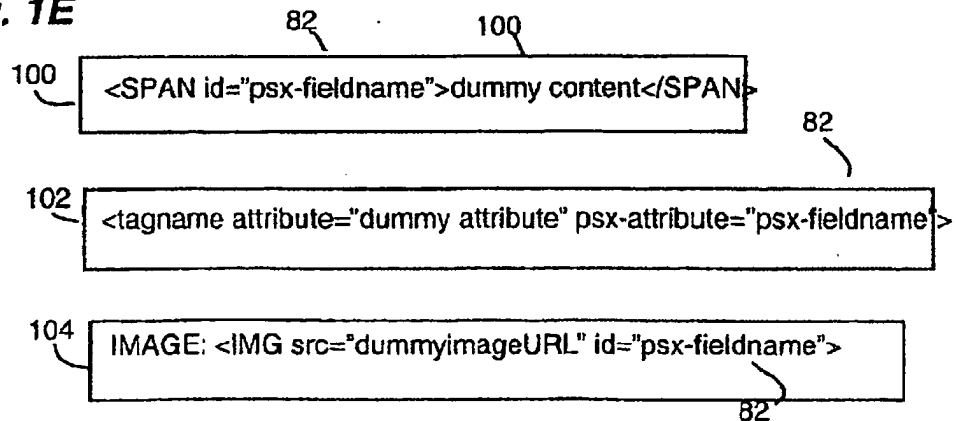 . 1E
82
100
100
<SPAN id="psx-fieldname">dummy content</SPAN>
82
102
<tagname attribute="dummy attribute" psx-attribute="psx-fieldname">
104
IMAGE: <IMG src="dummyimageURL" id="psx-fieldname">
82